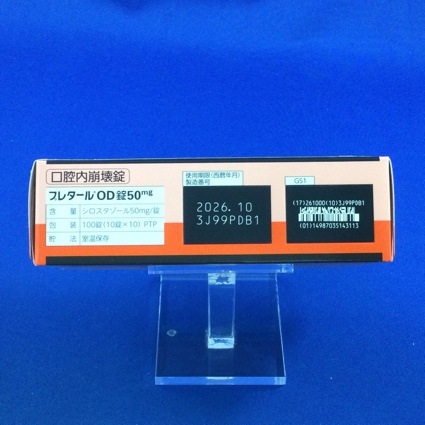 口腔内崩壊錠
プレタール®OD錠50mg
含 量 シロスタゾール50mg/錠
包 装 100錠(10錠×10) PTP
貯 法 室温保存
使用期限(西暦年月)
製造番号
2026.10
3J99PDB1
GS1
(17)261000(10)3J99PDB1
(01)14987035143113